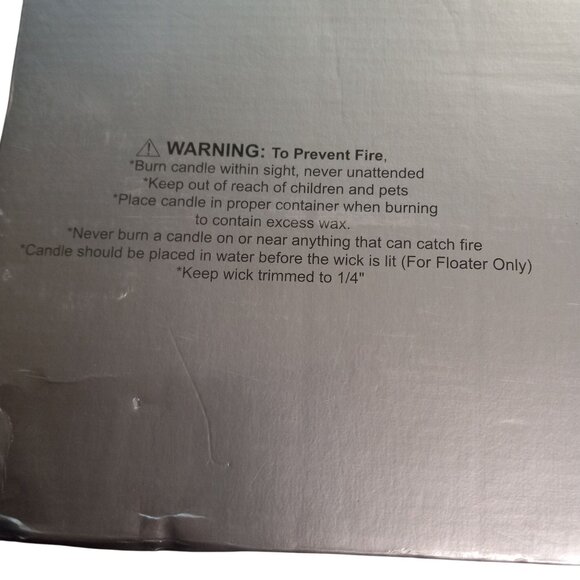 ⚠ WARNING: To Prevent Fire,
*Burn candle within sight, never unattended
*Keep out of reach of children and pets
*Place candle in proper container when burning
to contain excess wax.
*Never burn a candle on or near anything that can catch fire
*Candle should be placed in water before the wick is lit (For Floater Only)
*Keep wick trimmed to 1/4"